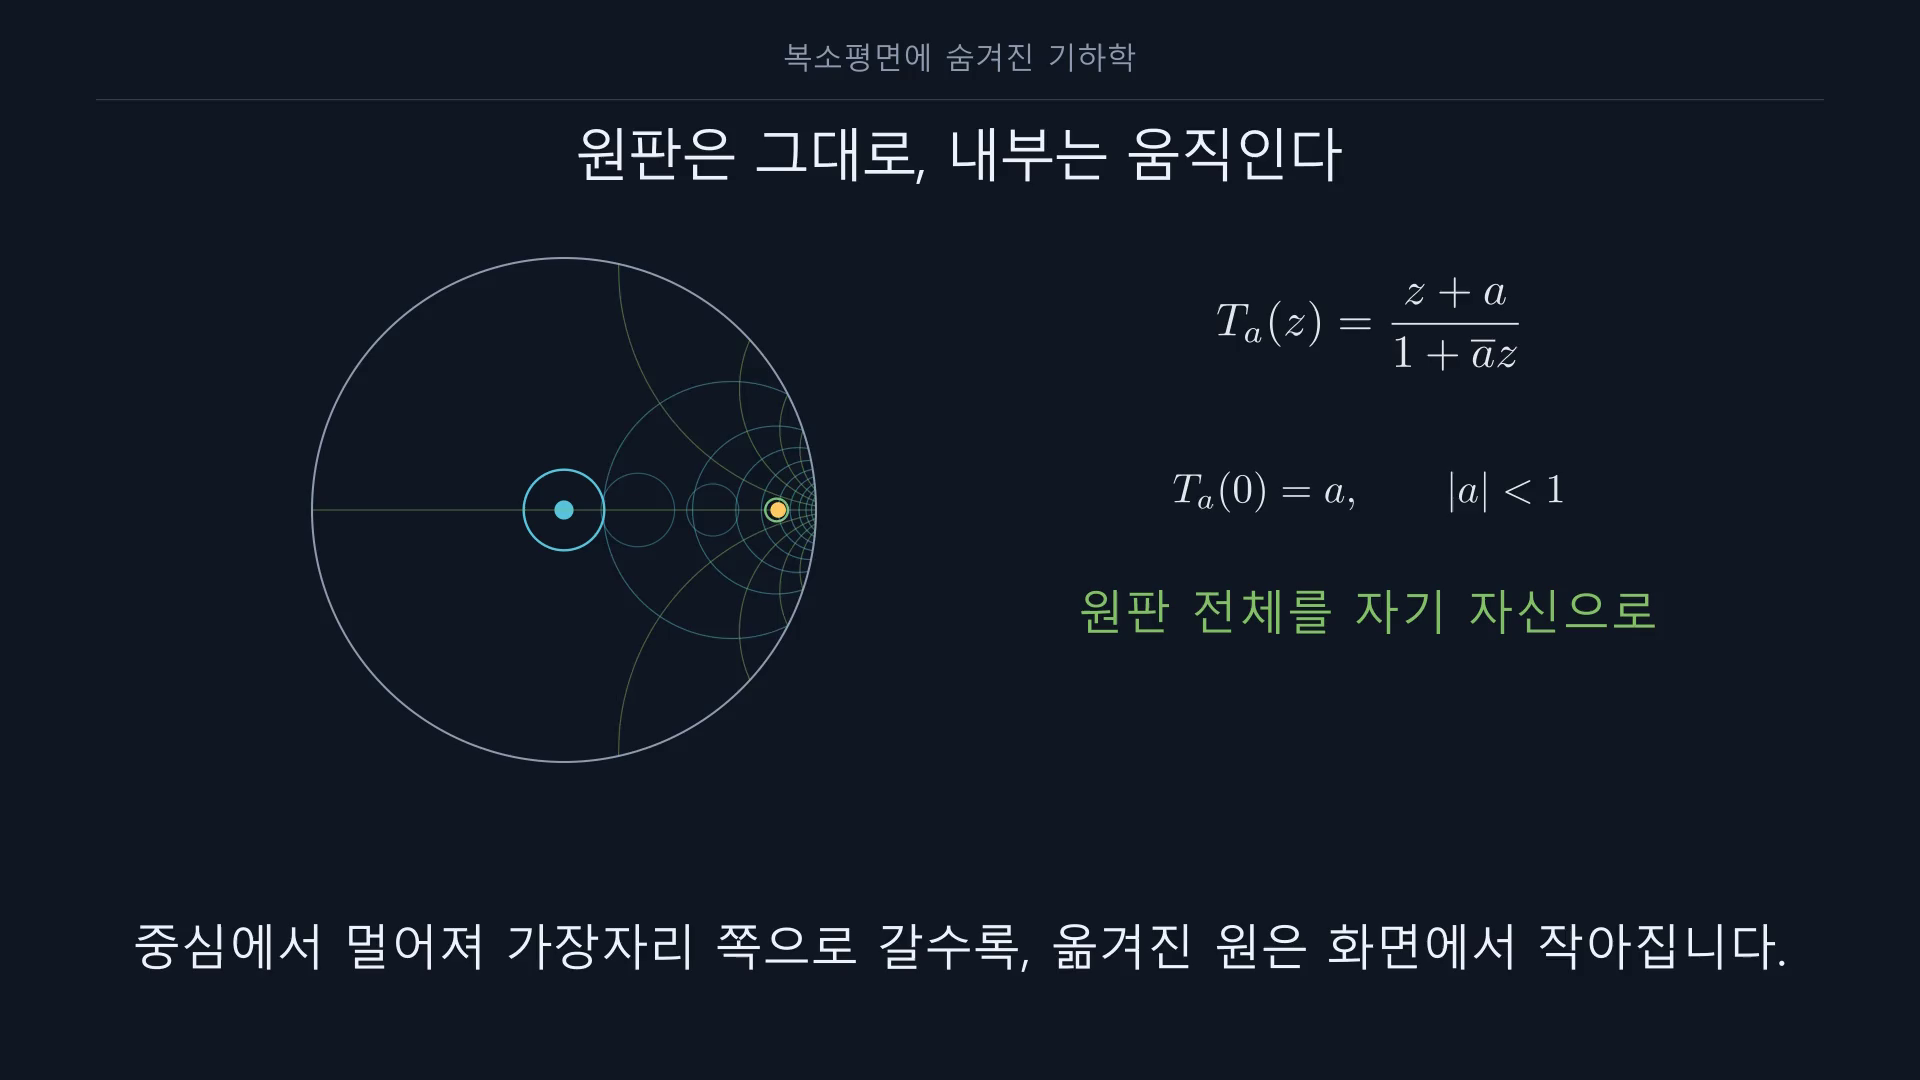 복소평면에 숨겨진 기하학
원판은 그대로, 내부는 움직인다
T_a(z) = \frac{z + a}{1 + \overline{a}z}
T_a(0) = a, |a| < 1
원판 전체를 자기 자신으로
중심에서 멀어져 가장자리 쪽으로 갈수록, 옮겨진 원은 화면에서 작아집니다.